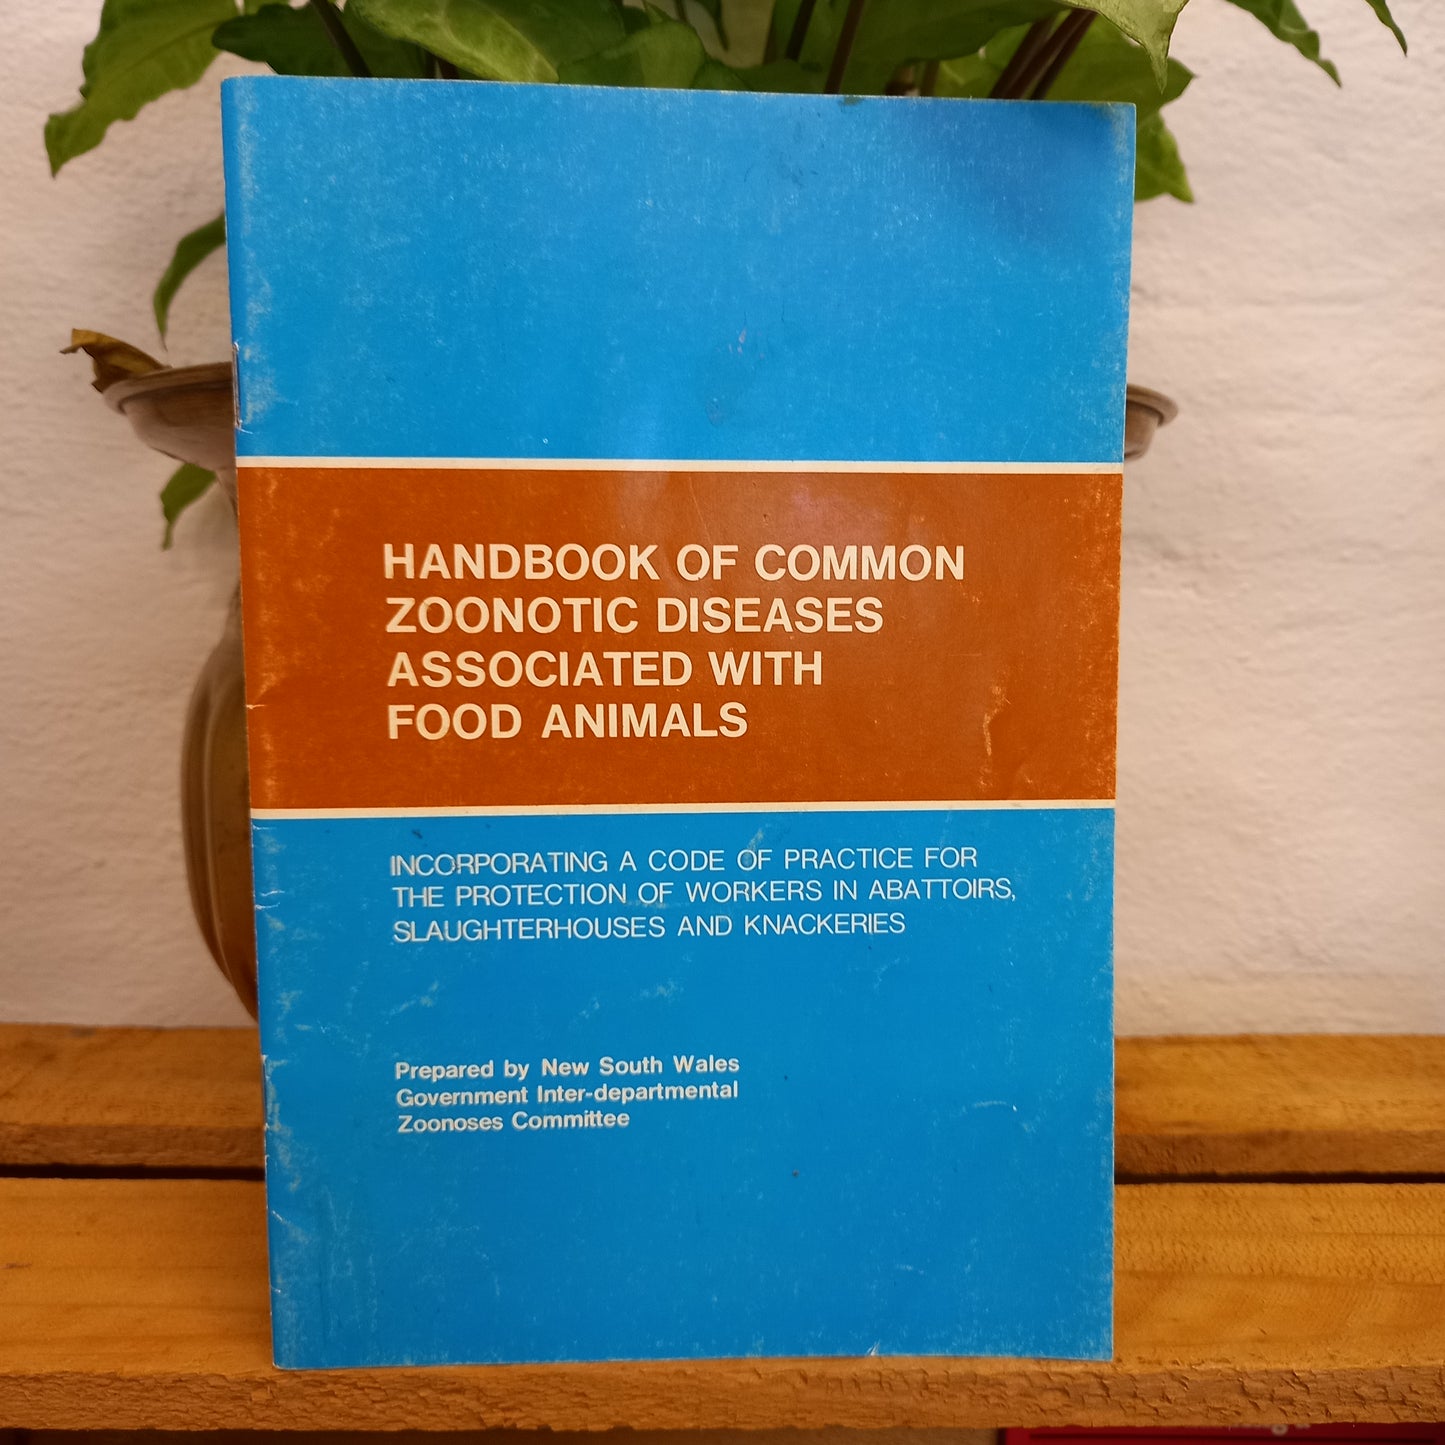 HANDBOOK OF COMMON
ZOONOTIC DISEASES
ASSOCIATED WITH
FOOD ANIMALS
INCORPORATING A CODE OF PRACTICE FOR
THE PROTECTION OF WORKERS IN ABATTOIRS,
SLAUGHTERHOUSES AND KNACKERIES
Prepared by New South Wales
Government Inter-departmental
Zoonoses Committee